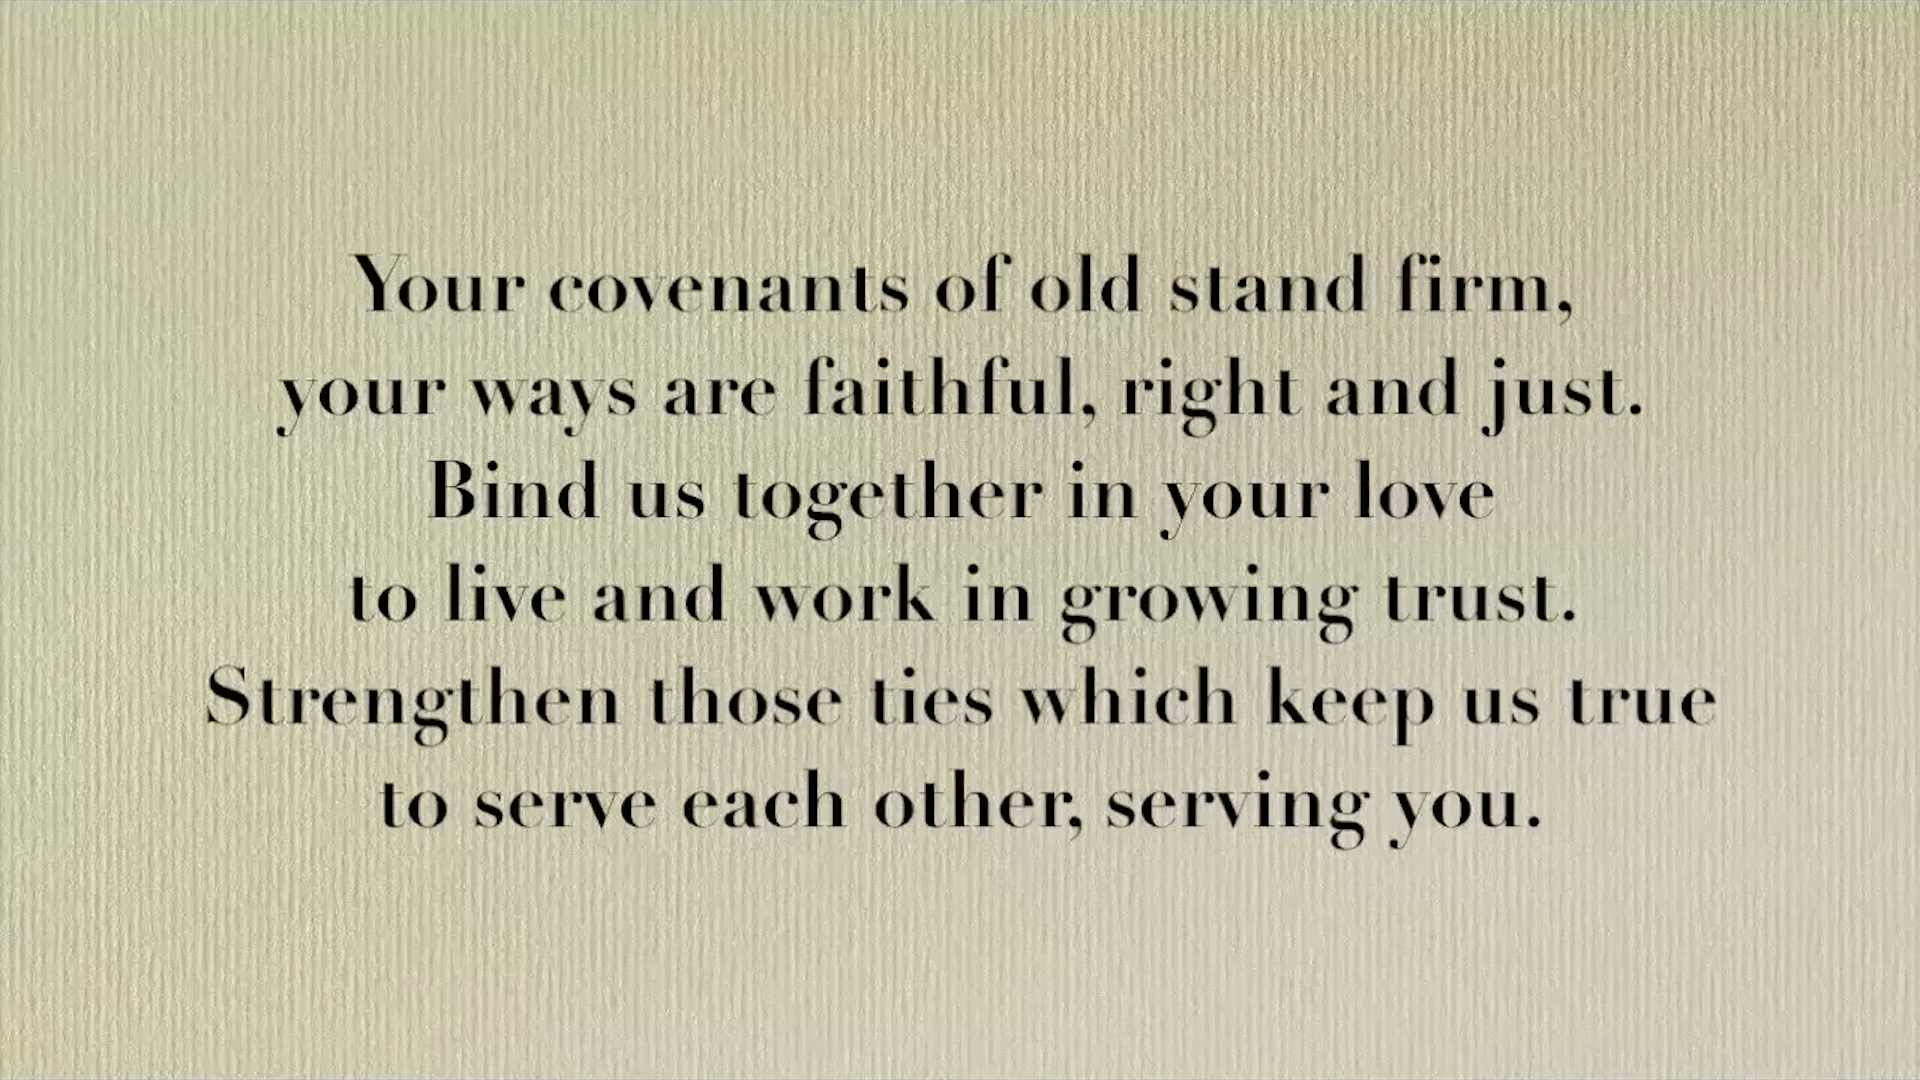 Your covenants of old stand firm,
your ways are faithful, right and just.
Bind us together in your love
to live and work in growing trust.
Strengthen those ties which keep us true
to serve each other, serving you.